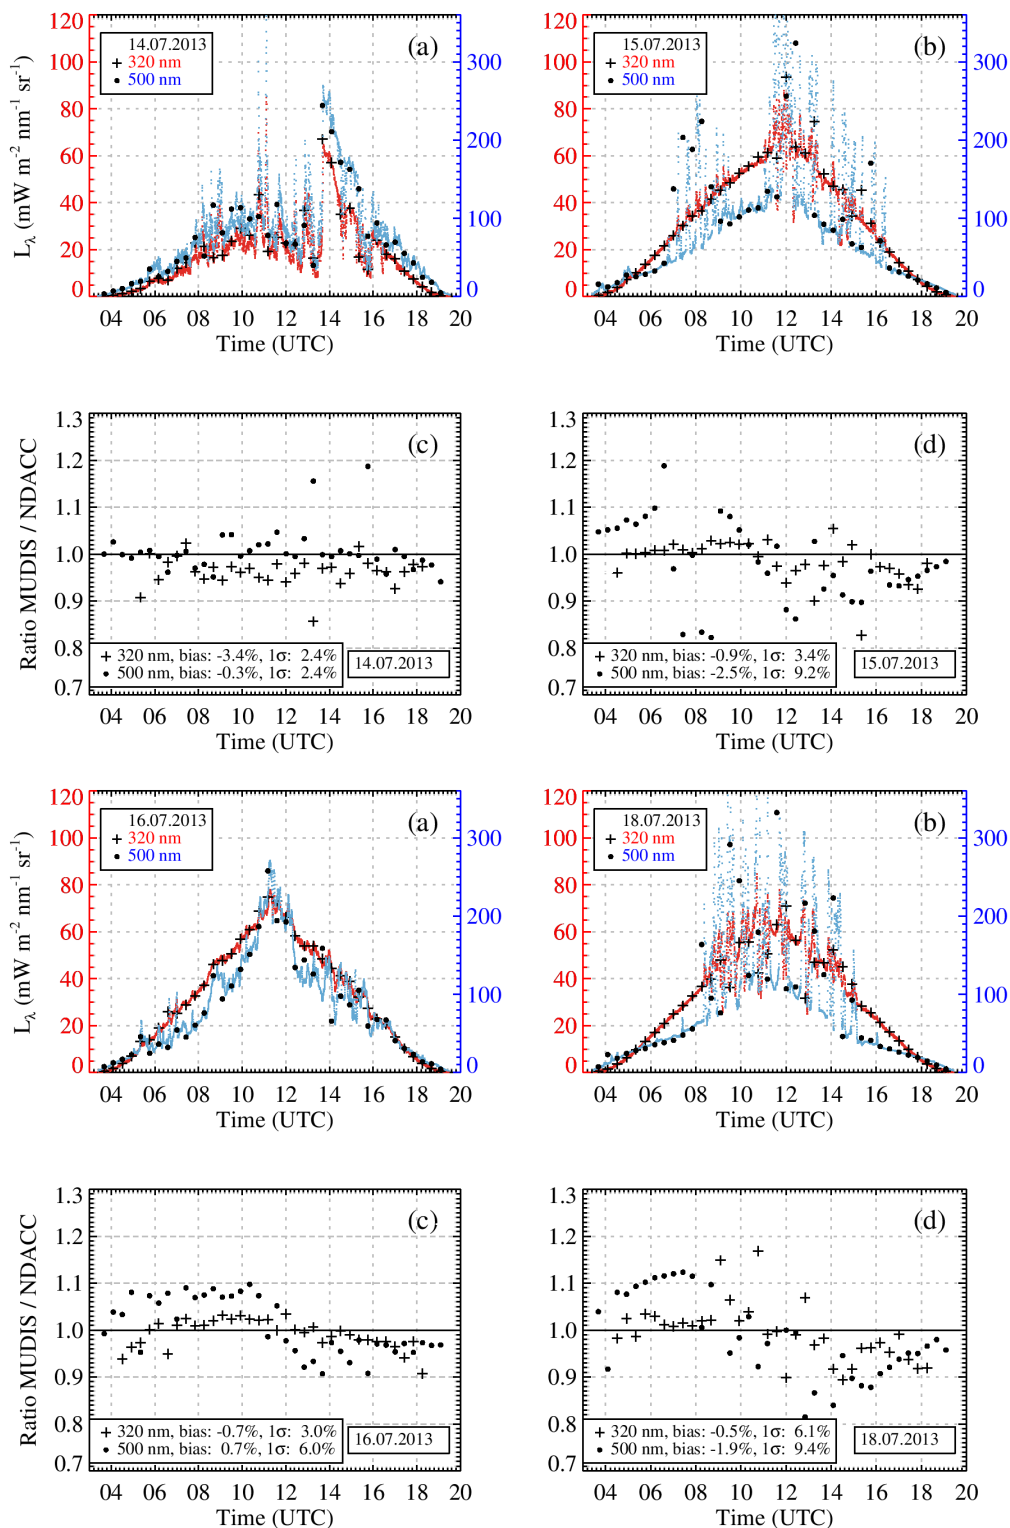 14.07.2013
320 nm
500 nm
(a)
L_λ (mW m⁻² nm⁻¹ sr⁻¹)
120
100
80
60
40
20
0
300
200
100
0
04 06 08 10 12 14 16 18 20
Time (UTC)
15.07.2013
320 nm
500 nm
(b)
120
100
80
60
40
20
0
300
200
100
0
04 06 08 10 12 14 16 18 20
Time (UTC)
(c)
Ratio MUDIS / NDACC
1.3
1.2
1.1
1.0
0.9
0.8
0.7
320 nm, bias: -3.4%, 1σ: 2.4%
500 nm, bias: -0.3%, 1σ: 2.4%
14.07.2013
04 06 08 10 12 14 16 18 20
Time (UTC)
(d)
1.3
1.2
1.1
1.0
0.9
0.8
0.7
320 nm, bias: -0.9%, 1σ: 3.4%
500 nm, bias: -2.5%, 1σ: 9.2%
15.07.2013
04 06 08 10 12 14 16 18 20
Time (UTC)
16.07.2013
320 nm
500 nm
(a)
L_λ (mW m⁻² nm⁻¹ sr⁻¹)
120
100
80
60
40
20
0
300
200
100
0
04 06 08 10 12 14 16 18 20
Time (UTC)
18.07.2013
320 nm
500 nm
(b)
120
100
80
60
40
20
0
300
200
100
0
04 06 08 10 12 14 16 18 20
Time (UTC)
(c)
Ratio MUDIS / NDACC
1.3
1.2
1.1
1.0
0.9
0.8
0.7
320 nm, bias: -0.7%, 1σ: 3.0%
500 nm, bias: 0.7%, 1σ: 6.0%
16.07.2013
04 06 08 10 12 14 16 18 20
Time (UTC)
(d)
1.3
1.2
1.1
1.0
0.9
0.8
0.7
320 nm, bias: -0.5%, 1σ: 6.1%
500 nm, bias: -1.9%, 1σ: 9.4%
18.07.2013
04 06 08 10 12 14 16 18 20
Time (UTC)